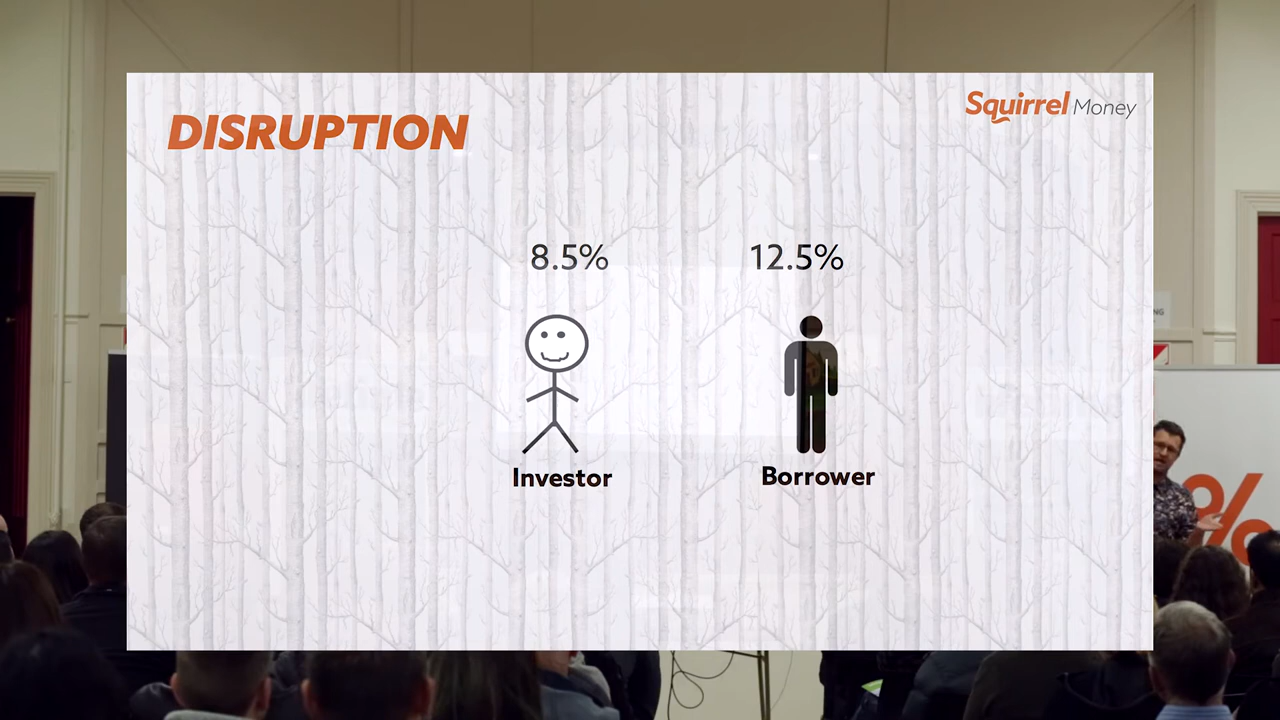 DISRUPTION
Squirrel Money
8.5%
12.5%
Investor
Borrower
%